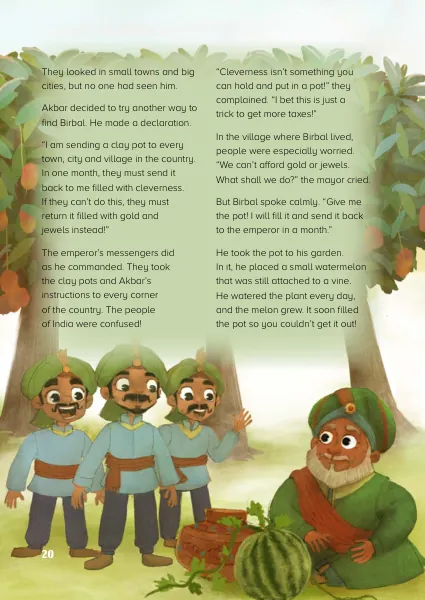 They looked in small towns and big
cities, but no one had seen him.
Akbar decided to try another way to
find Birbal. He made a declaration.
“I am sending a clay pot to every
town, city and village in the country.
In one month, they must send it
back to me filled with cleverness.
If they can’t do this, they must
return it filled with gold and
jewels instead!”
The emperor’s messengers did
as he commanded. They took
the clay pots and Akbar’s
instructions to every corner
of the country. The people
of India were confused!
“Cleverness isn’t something you
can hold and put in a pot!” they
complained. “I bet this is just a
trick to get more taxes!”
In the village where Birbal lived,
people were especially worried.
“We can’t afford gold or jewels.
What shall we do?” the mayor cried.
But Birbal spoke calmly. “Give me
the pot! I will fill it and send it back
to the emperor in a month.”
He took the pot to his garden.
In it, he placed a small watermelon
that was still attached to a vine.
He watered the plant every day,
and the melon grew. It soon filled
the pot so you couldn’t get it out!
20